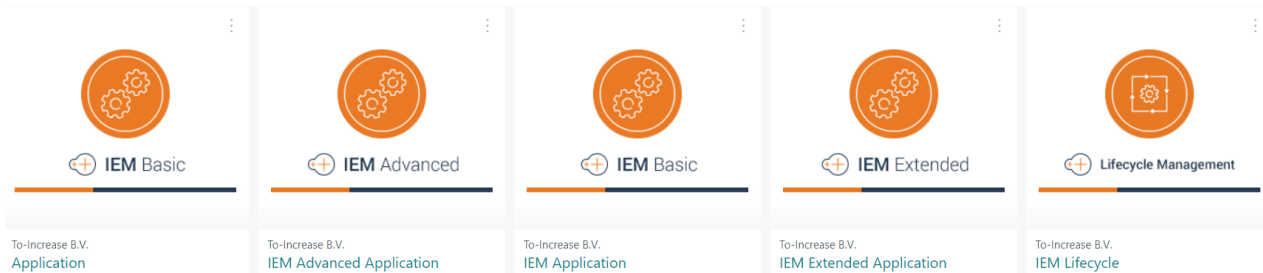 IEM Basic
To-Increase B.V.
Application
IEM Advanced
To-Increase B.V.
IEM Advanced Application
IEM Basic
To-Increase B.V.
IEM Application
IEM Extended
To-Increase B.V.
IEM Extended Application
Lifecycle Management
To-Increase B.V.
IEM Lifecycle